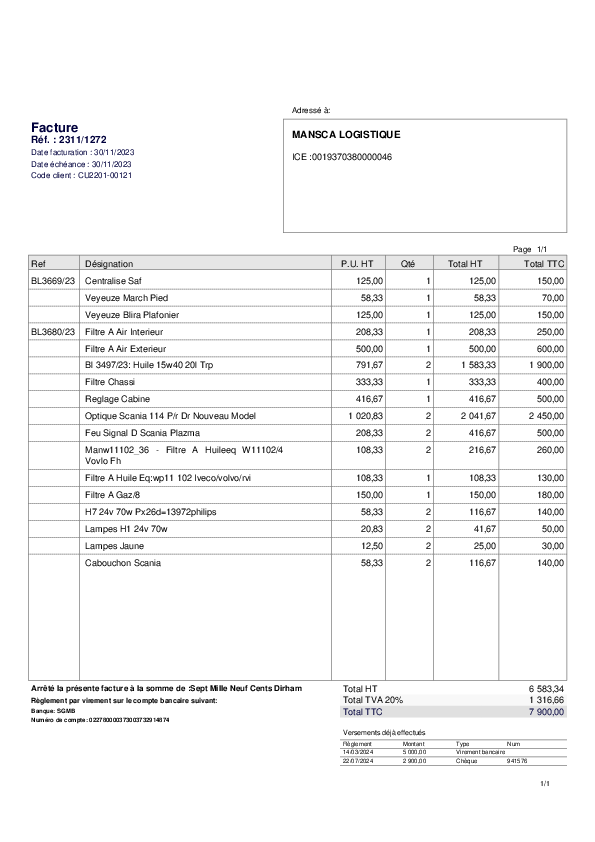 Adressé à:
Facture
Réf. : 2311/1272
Date facturation : 30/11/2023
Date échéance : 30/11/2023
Code client : CU2201-00121
MANSCA LOGISTIQUE
ICE :0019370380000046
Page 1/1
Ref Désignation P.U. HT Qté Total HT Total TTC
BL3669/23 Centralise Saf 125,00 1 125,00 150,00
Veyeuze March Pied 58,33 1 58,33 70,00
Veyeuze Blira Plafonier 125,00 1 125,00 150,00
BL3680/23 Filtre A Air Interieur 208,33 1 208,33 250,00
Filtre A Air Exterieur 500,00 1 500,00 600,00
Bl 3497/23: Huile 15w40 20l Trp 791,67 2 1 583,33 1 900,00
Filtre Chassi 333,33 1 333,33 400,00
Reglage Cabine 416,67 1 416,67 500,00
Optique Scania 114 P/r Dr Nouveau Model 1 020,83 2 2 041,67 2 450,00
Feu Signal D Scania Plazma 208,33 2 416,67 500,00
Manw11102_36 - Filtre A Huileeq W11102/4 108,33 2 216,67 260,00
Vovlo Fh
Filtre A Huile Eq:wp11 102 Iveco/volvo/rvi 108,33 1 108,33 130,00
Filtre A Gaz/8 150,00 1 150,00 180,00
H7 24v 70w Px26d=13972philips 58,33 2 116,67 140,00
Lampes H1 24v 70w 20,83 2 41,67 50,00
Lampes Jaune 12,50 2 25,00 30,00
Cabouchon Scania 58,33 2 116,67 140,00
Arrêté la présente facture à la somme de :Sept Mille Neuf Cents Dirham
Règlement par virement sur le compte bancaire suivant:
Banque: SGMB
Numéro de compte: 022780000373003732914874
Total HT 6 583,34
Total TVA 20% 1 316,66
Total TTC 7 900,00
Versements déjà effectués
Règlement Montant Type Num
14/03/2024 5 000,00 Virement bancaire
22/07/2024 2 900,00 Chèque 941576
1/1